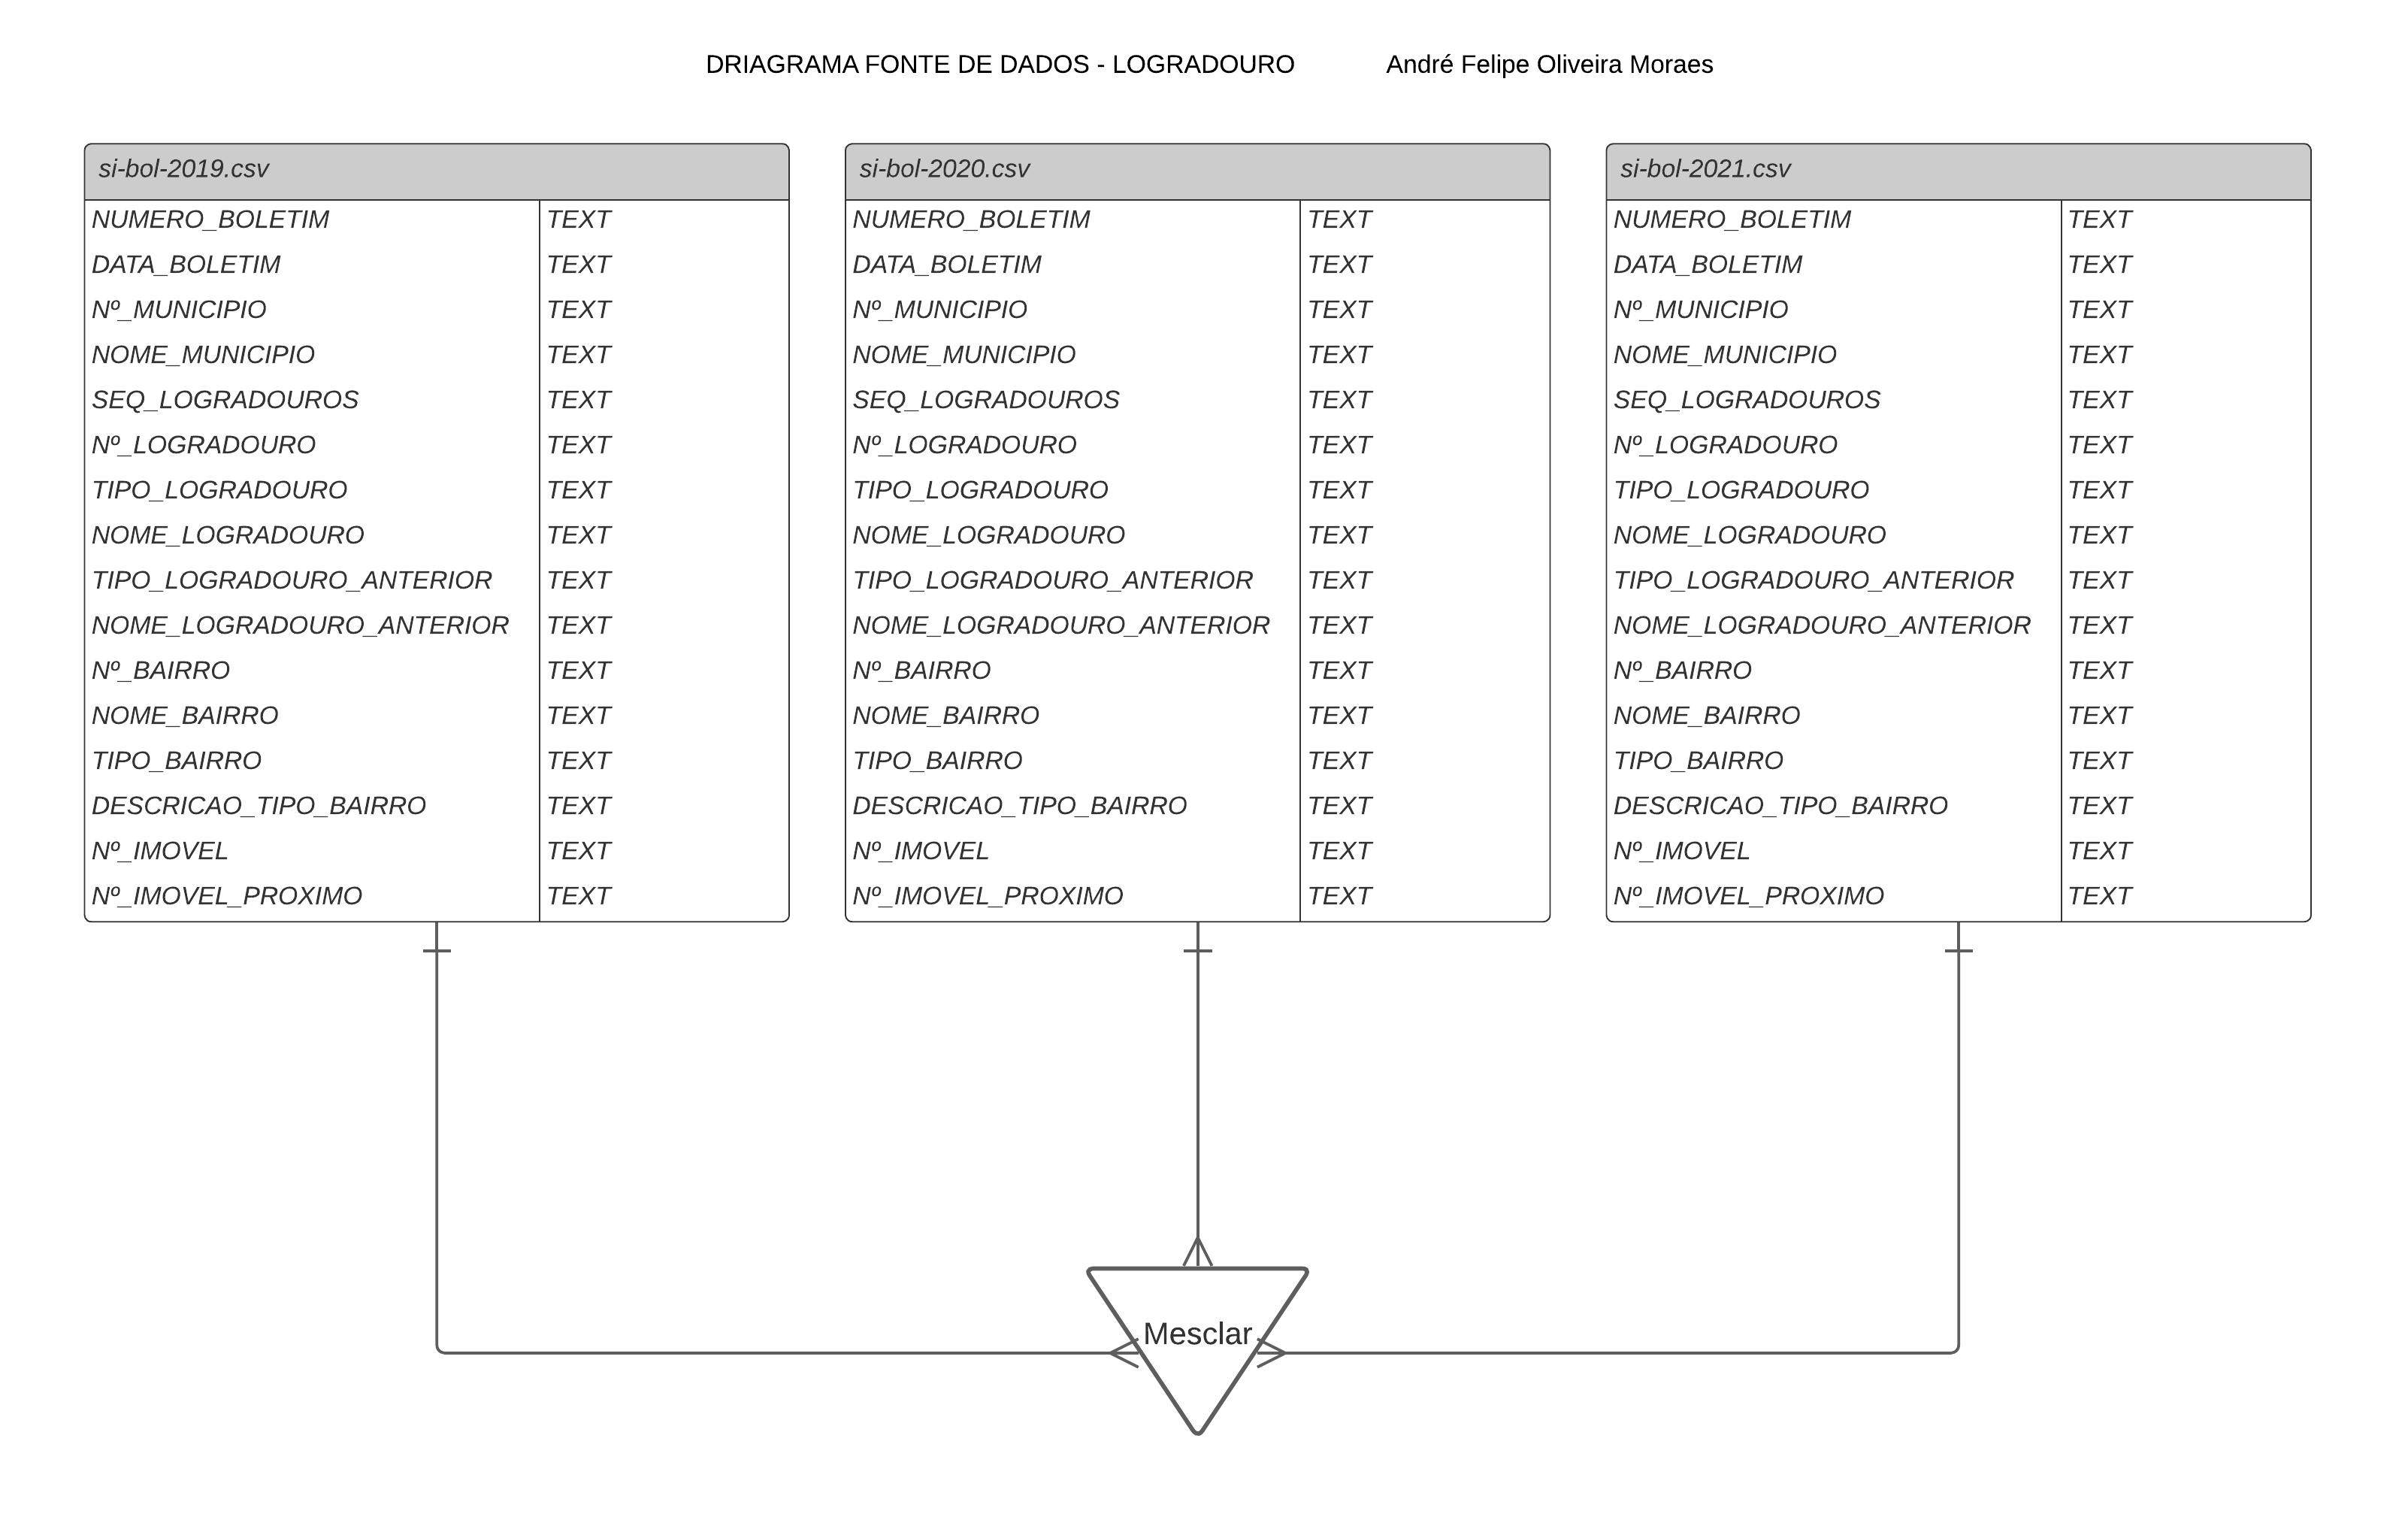 DRIAGRAMA FONTE DE DADOS - LOGRADOURO André Felipe Oliveira Moraes
si-bol-2019.csv
NUMERO_BOLETIM TEXT
DATA_BOLETIM TEXT
Nº_MUNICIPIO TEXT
NOME_MUNICIPIO TEXT
SEQ_LOGRADOUROS TEXT
Nº_LOGRADOURO TEXT
TIPO_LOGRADOURO TEXT
NOME_LOGRADOURO TEXT
TIPO_LOGRADOURO_ANTERIOR TEXT
NOME_LOGRADOURO_ANTERIOR TEXT
Nº_BAIRRO TEXT
NOME_BAIRRO TEXT
TIPO_BAIRRO TEXT
DESCRICAO_TIPO_BAIRRO TEXT
Nº_IMOVEL TEXT
Nº_IMOVEL_PROXIMO TEXT
si-bol-2020.csv
NUMERO_BOLETIM TEXT
DATA_BOLETIM TEXT
Nº_MUNICIPIO TEXT
NOME_MUNICIPIO TEXT
SEQ_LOGRADOUROS TEXT
Nº_LOGRADOURO TEXT
TIPO_LOGRADOURO TEXT
NOME_LOGRADOURO TEXT
TIPO_LOGRADOURO_ANTERIOR TEXT
NOME_LOGRADOURO_ANTERIOR TEXT
Nº_BAIRRO TEXT
NOME_BAIRRO TEXT
TIPO_BAIRRO TEXT
DESCRICAO_TIPO_BAIRRO TEXT
Nº_IMOVEL TEXT
Nº_IMOVEL_PROXIMO TEXT
si-bol-2021.csv
NUMERO_BOLETIM TEXT
DATA_BOLETIM TEXT
Nº_MUNICIPIO TEXT
NOME_MUNICIPIO TEXT
SEQ_LOGRADOUROS TEXT
Nº_LOGRADOURO TEXT
TIPO_LOGRADOURO TEXT
NOME_LOGRADOURO TEXT
TIPO_LOGRADOURO_ANTERIOR TEXT
NOME_LOGRADOURO_ANTERIOR TEXT
Nº_BAIRRO TEXT
NOME_BAIRRO TEXT
TIPO_BAIRRO TEXT
DESCRICAO_TIPO_BAIRRO TEXT
Nº_IMOVEL TEXT
Nº_IMOVEL_PROXIMO TEXT
Mesclar